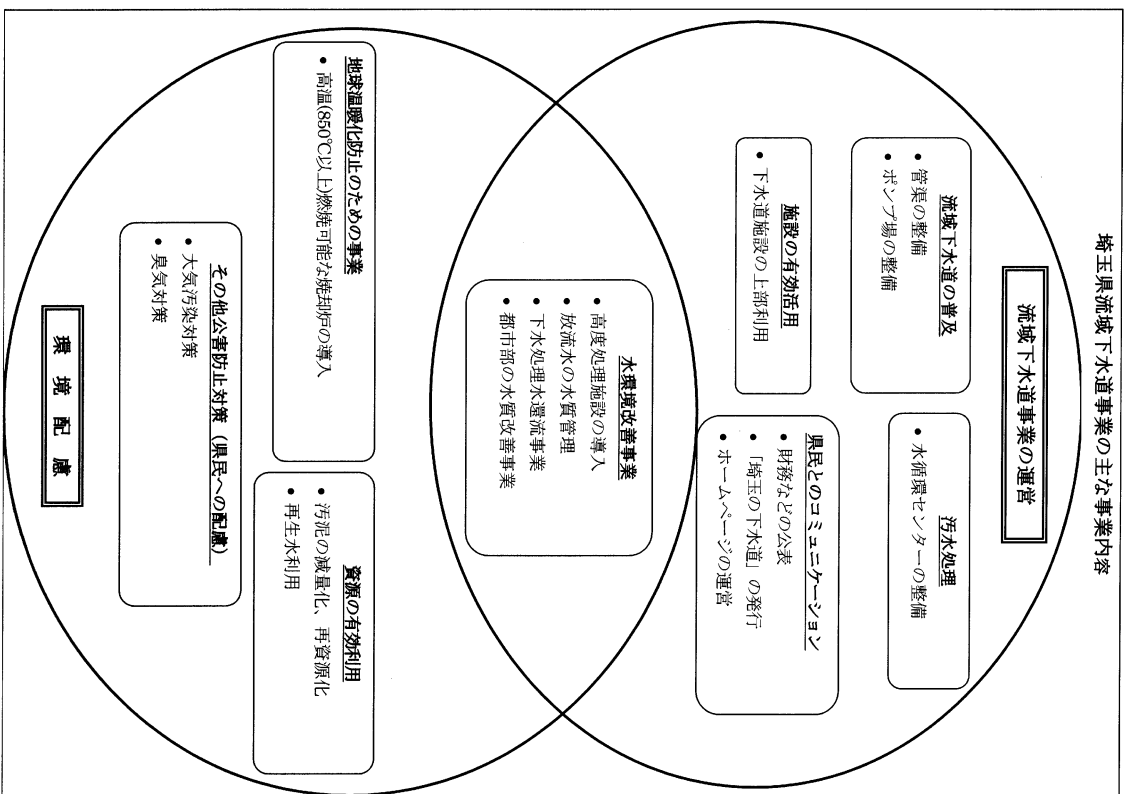 埼玉県流域下水道事業の主な事業内容
流域下水道事業の運営
流域下水道の普及
• 管渠の整備
• ポンプ場の整備
汚水処理
• 水循環センターの整備
施設の有効活用
• 下水道施設の上部利用
県民とのコミュニケーション
• 財務などの公表
• 「埼玉の下水道」の発行
• ホームページの運営
水環境改善事業
• 高度処理施設の導入
• 放流水の水質管理
• 下水処理水還流事業
• 都市部の水質改善事業
地球温暖化防止のための事業
• 高温(850℃以上)燃焼可能な焼却炉の導入
資源の有効利用
• 汚泥の減量化、再資源化
• 再生水利用
その他公害防止対策（県民への配慮）
• 大気汚染対策
• 臭気対策
環境配慮